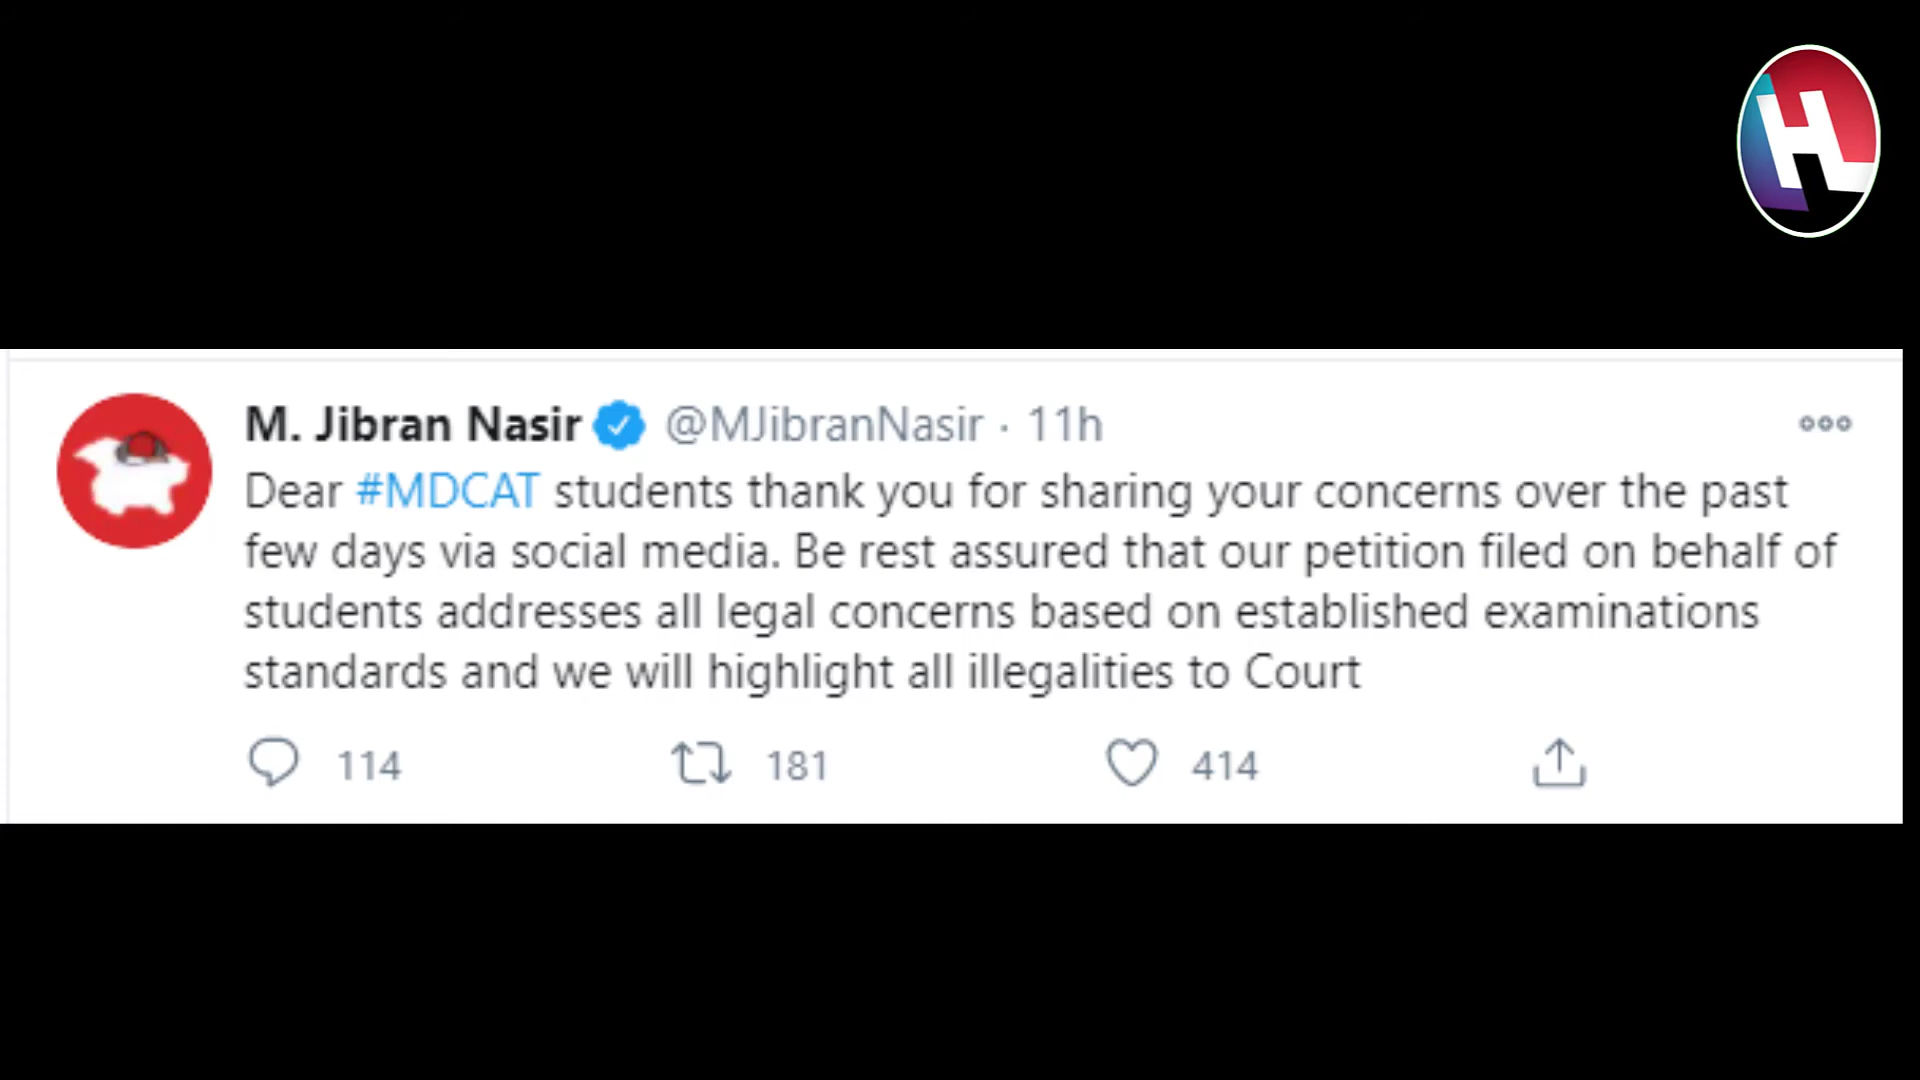 H
M. Jibran Nasir @MJibranNasir · 11h
Dear #MDCAT students thank you for sharing your concerns over the past
few days via social media. Be rest assured that our petition filed on behalf of
students addresses all legal concerns based on established examinations
standards and we will highlight all illegalities to Court
114 181 414